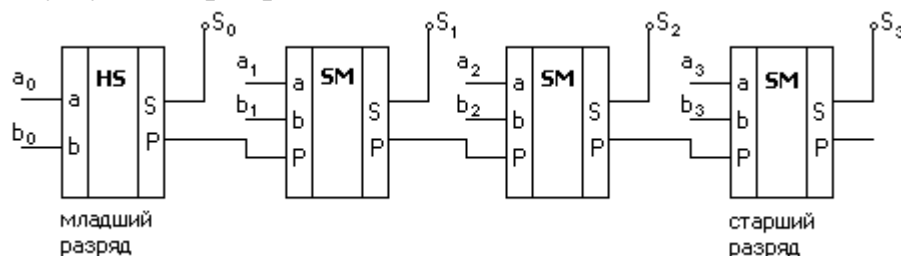 S₀ S₁ S₂ S₃
HS SM SM SM
a₀ a S
b₀ b P
a₁ a S
b₁ b P
P
a₂ a S
b₂ b P
P
a₃ a S
b₃ b P
P
младший
разряд
старший
разряд